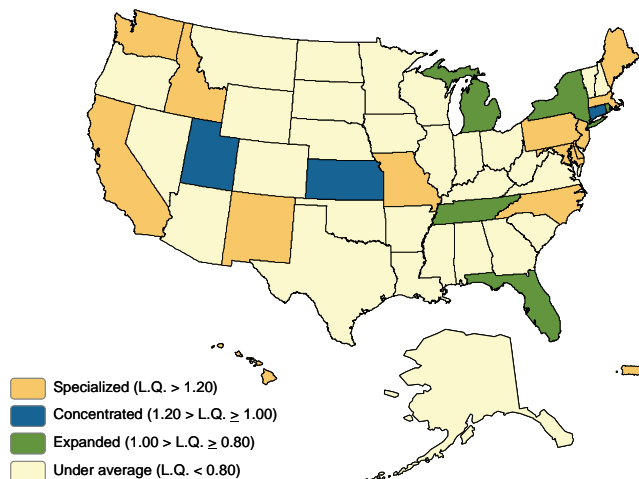 Specialized (L.Q. > 1.20)
Concentrated (1.20 > L.Q. ≥ 1.00)
Expanded (1.00 > L.Q. ≥ 0.80)
Under average (L.Q. < 0.80)